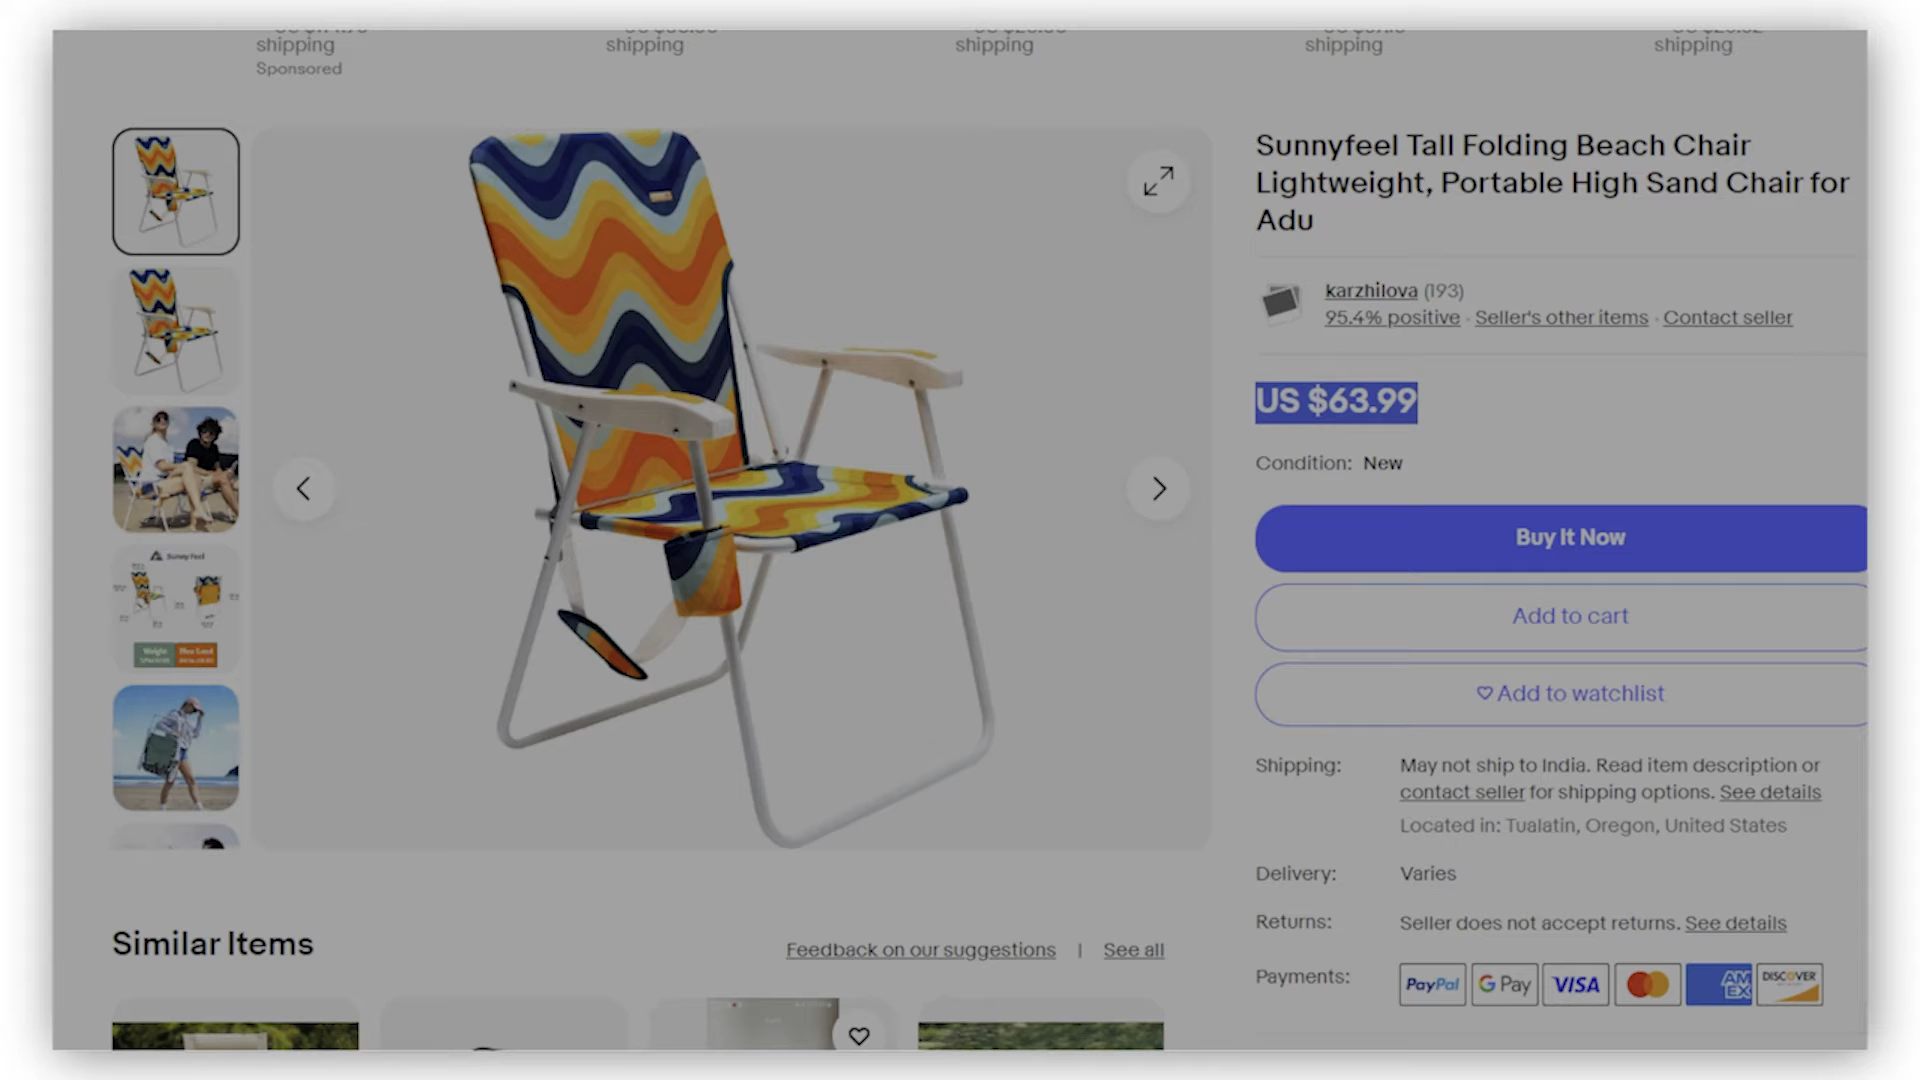 shipping
shipping
shipping
shipping
shipping
Sponsored
Sunnyfeel Tall Folding Beach Chair
Lightweight, Portable High Sand Chair for
Adu
karzhilova (193)
95.4% positive · Seller's other items · Contact seller
US $63.99
Condition: New
Buy It Now
Add to cart
Add to watchlist
Shipping: May not ship to India. Read item description or
contact seller for shipping options. See details
Located in: Tualatin, Oregon, United States
Delivery: Varies
Returns: Seller does not accept returns. See details
Payments: PayPal G Pay VISA AM EX DISCOVER
SunnyFeel
Weight Max Load
Similar Items
Feedback on our suggestions | See all